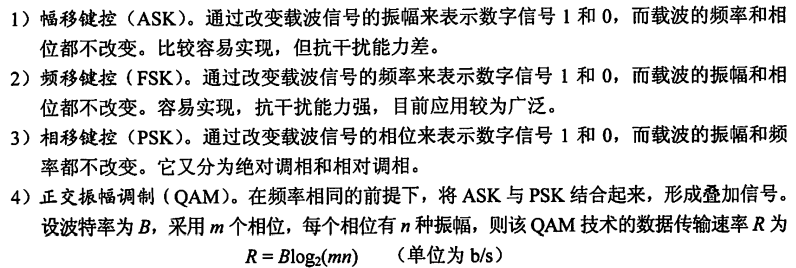 1）幅移键控（ASK）。通过改变载波信号的振幅来表示数字信号 1 和 0，而载波的频率和相
位都不改变。比较容易实现，但抗干扰能力差。
2）频移键控（FSK）。通过改变载波信号的频率来表示数字信号 1 和 0，而载波的振幅和相
位都不改变。容易实现，抗干扰能力强，目前应用较为广泛。
3）相移键控（PSK）。通过改变载波信号的相位来表示数字信号 1 和 0，而载波的振幅和频
率都不改变。它又分为绝对调相和相对调相。
4）正交振幅调制（QAM）。在频率相同的前提下，将 ASK 与 PSK 结合起来，形成叠加信号。
设波特率为 B，采用 m 个相位，每个相位有 n 种振幅，则该 QAM 技术的数据传输速率 R 为
R = Blog₂(mn) （单位为 b/s）